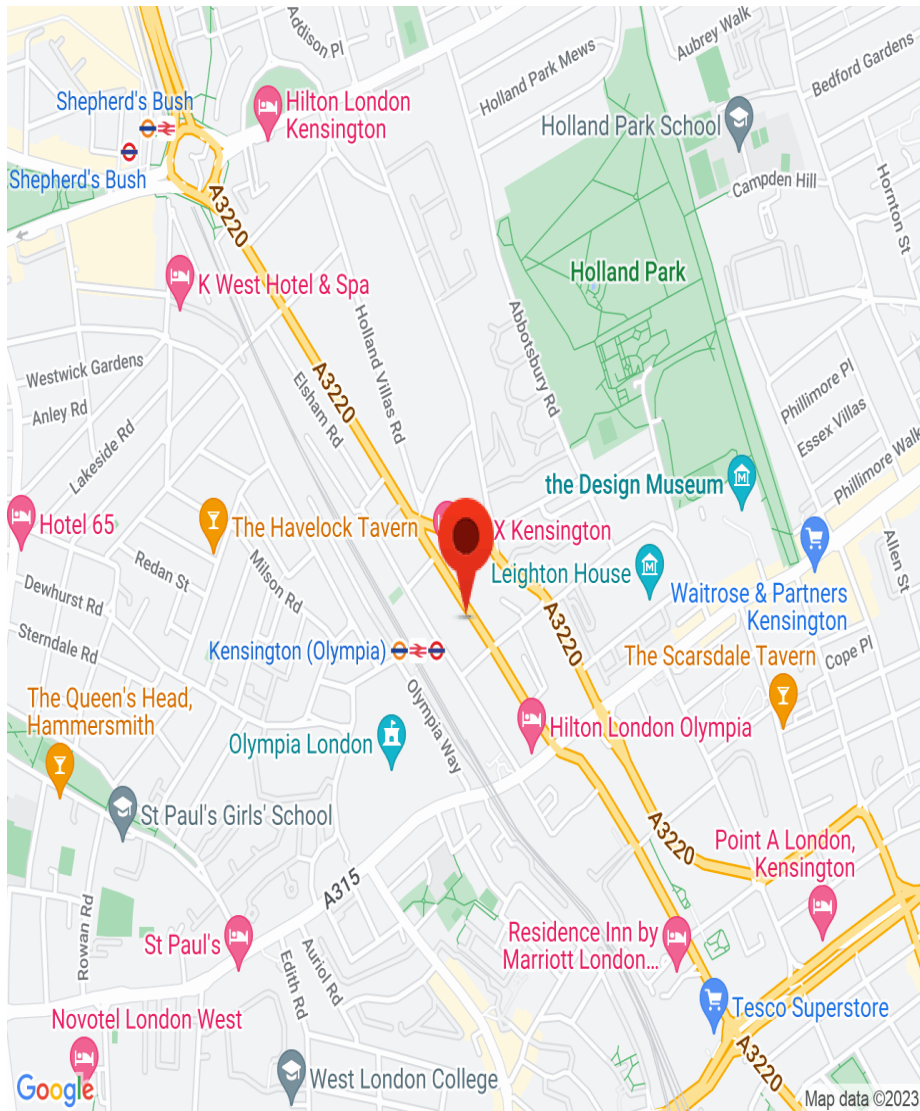 Addison Pl
Aubrey Walk
Holland Park Mews
Bedford Gardens
Shepherd's Bush
Hilton London
Kensington
Holland Park School
Shepherd's Bush
Campden Hill
Hornton St
A3220
Holland Park
K West Hotel & Spa
Holland Villas Rd
Abbotsbury Rd
Westwick Gardens
A3220
Elsham Rd
Phillimore Pl
Anley Rd
Essex Villas
Lakeside Rd
Phillimore Walk
the Design Museum
Hotel 65
The Havelock Tavern
X Kensington
Allen St
Redan St
Milson Rd
Leighton House
Waitrose & Partners
Kensington
Dewhurst Rd
A3220
Sterndale Rd
Kensington (Olympia)
The Scarsdale Tavern
Cope Pl
The Queen's Head,
Hammersmith
Olympia Way
Hilton London Olympia
Olympia London
St Paul's Girls' School
A3220
Point A London,
Kensington
A315
Rowan Rd
St Paul's
Edith Rd
Auriol Rd
Residence Inn by
Marriott London...
Tesco Superstore
Novotel London West
A3220
West London College
Google
Map data ©2023